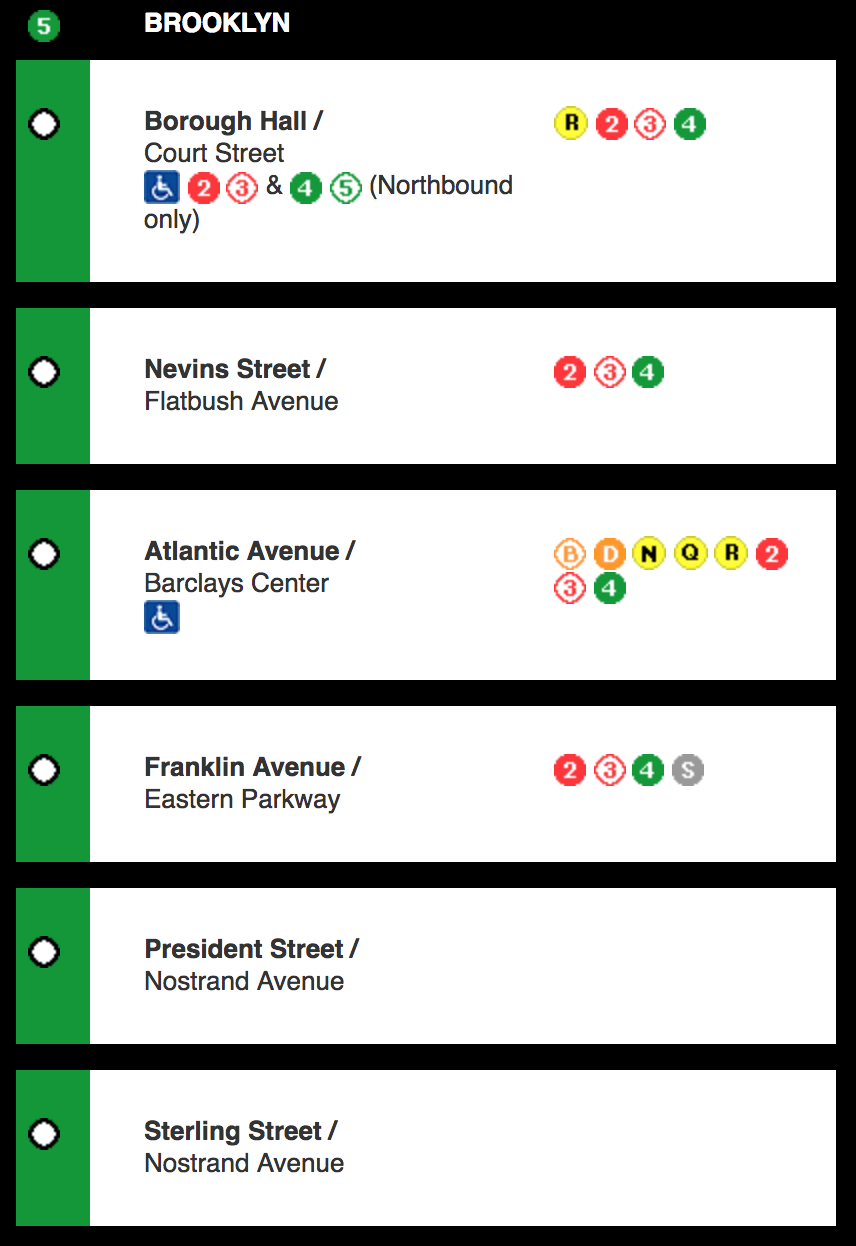 5 BROOKLYN
Borough Hall / R 2 3 4
Court Street
2 3 & 4 5 (Northbound
only)
Nevins Street / 2 3 4
Flatbush Avenue
Atlantic Avenue / B D N Q R 2
Barclays Center 3 4
Franklin Avenue / 2 3 4 S
Eastern Parkway
President Street /
Nostrand Avenue
Sterling Street /
Nostrand Avenue